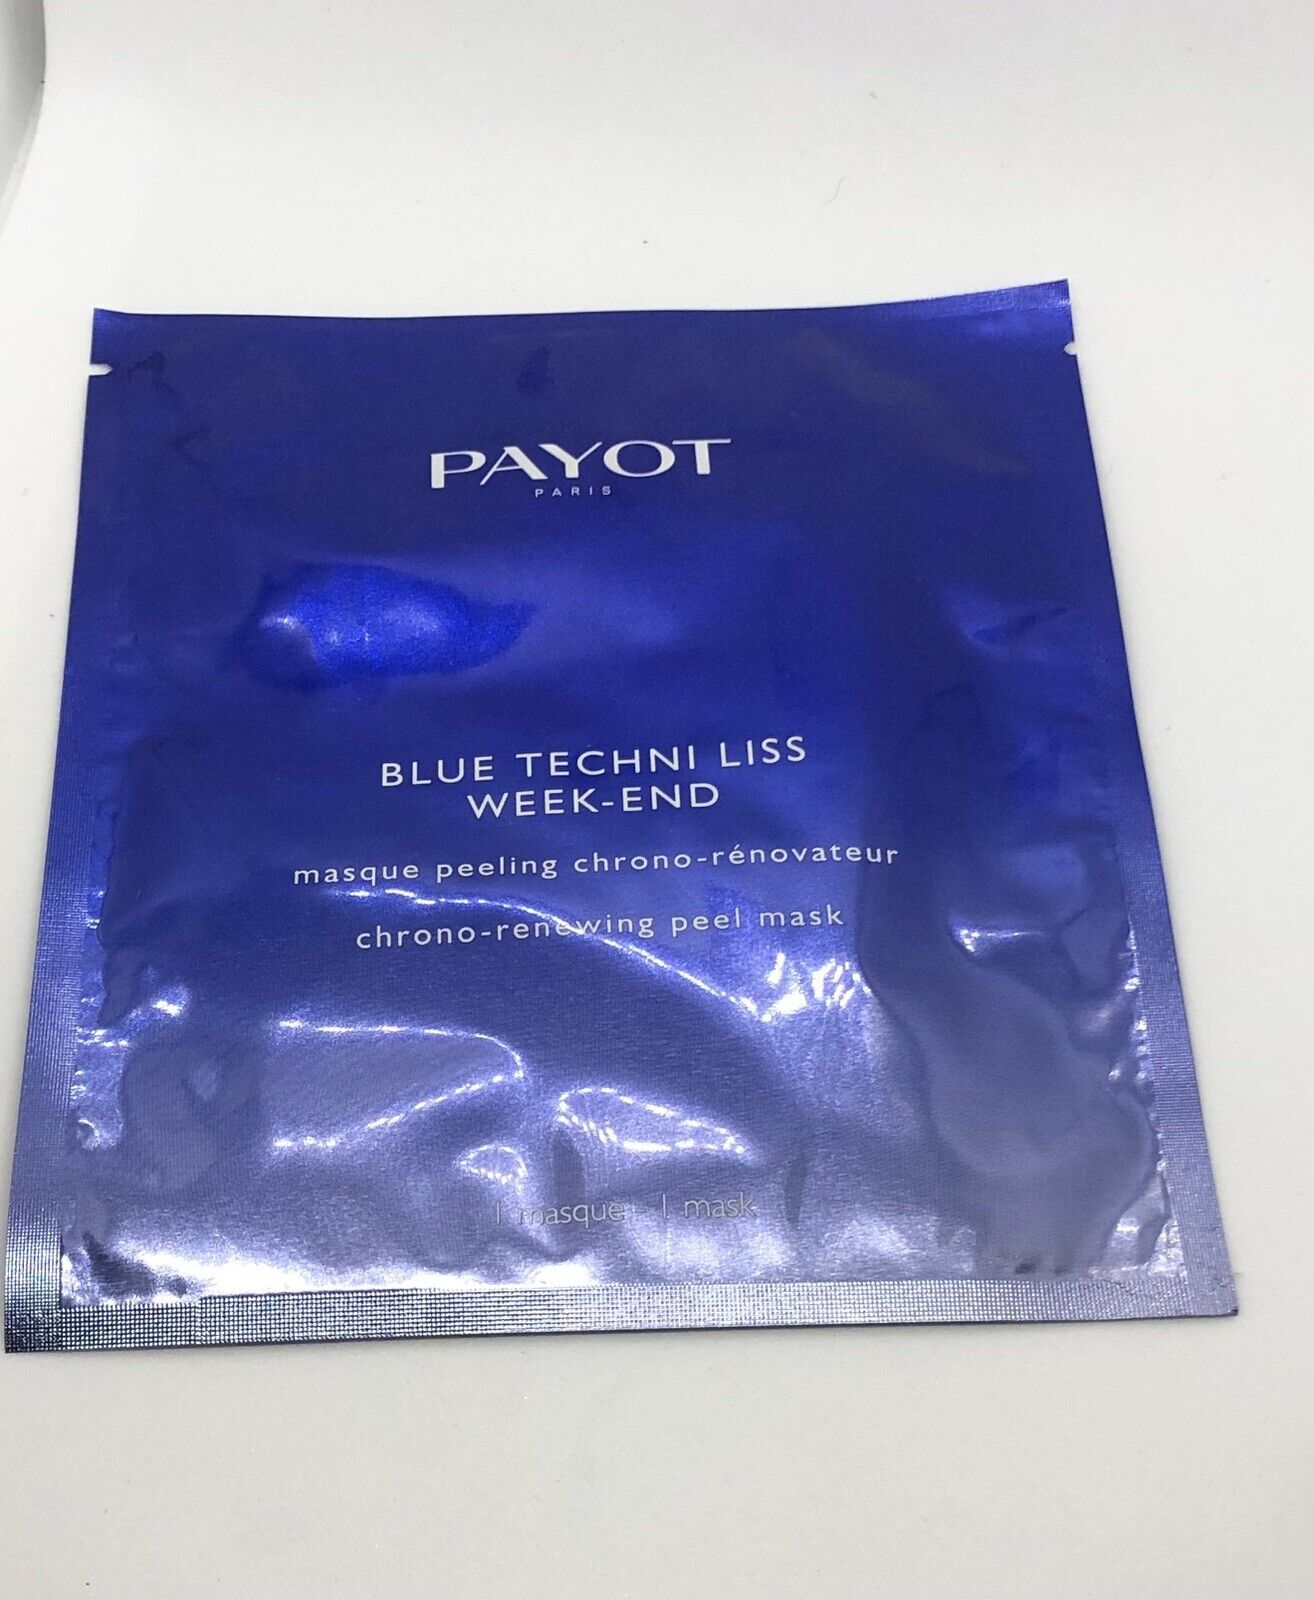 PAYOT
PARIS
BLUE TECHNI LISS
WEEK-END
masque peeling chrono-rénovateur
chrono-renewing peel mask
1 masque - 1 mask